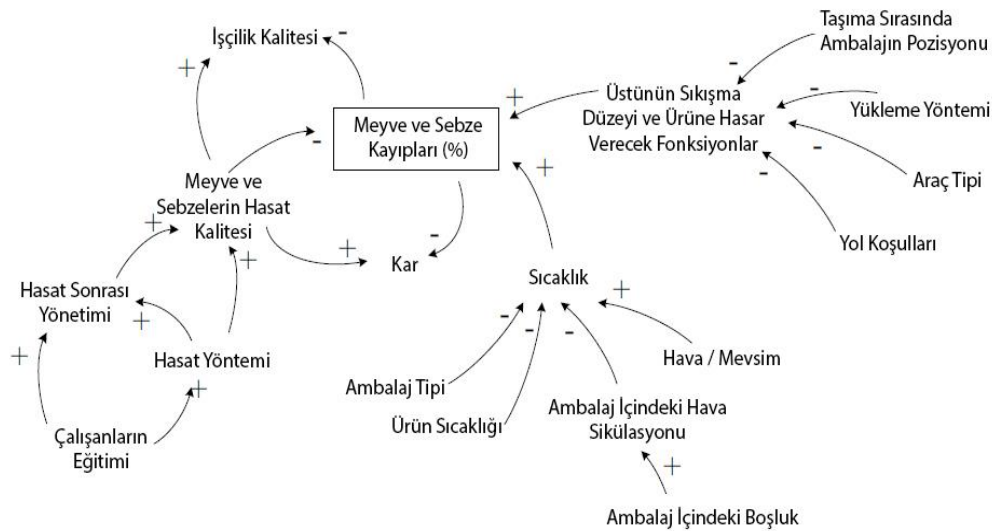 İşçilik Kalitesi
-
+
Taşıma Sırasında
Ambalajın Pozisyonu
-
Üstünün Sıkışma
Düzeyi ve Ürüne Hasar
Verecek Fonksiyonlar
+
-
Yükleme Yöntemi
-
Araç Tipi
-
Yol Koşulları
Meyve ve Sebze
Kayıpları (%)
-
+
Meyve ve
Sebzelerin Hasat
Kalitesi
+
+
+
-
Kar
Sıcaklık
+
Hasat Sonrası
Yönetimi
+
+
Hasat Yöntemi
+
Çalışanların
Eğitimi
-
-
-
Hava / Mevsim
Ambalaj Tipi
Ürün Sıcaklığı
Ambalaj İçindeki Hava
Sikülasyonu
+
Ambalaj İçindeki Boşluk